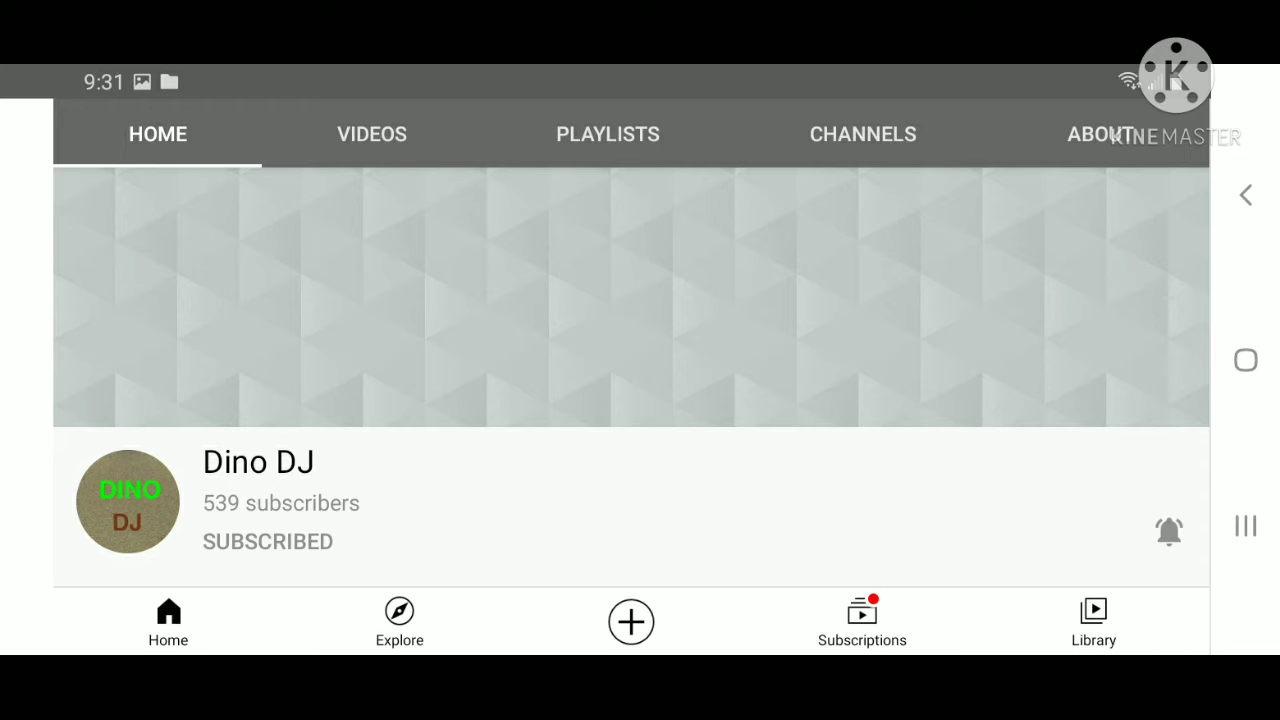 9:31
K
KINEMASTER
HOME
VIDEOS
PLAYLISTS
CHANNELS
ABOUT
DINO
DJ
Dino DJ
539 subscribers
SUBSCRIBED
Home
Explore
Subscriptions
Library